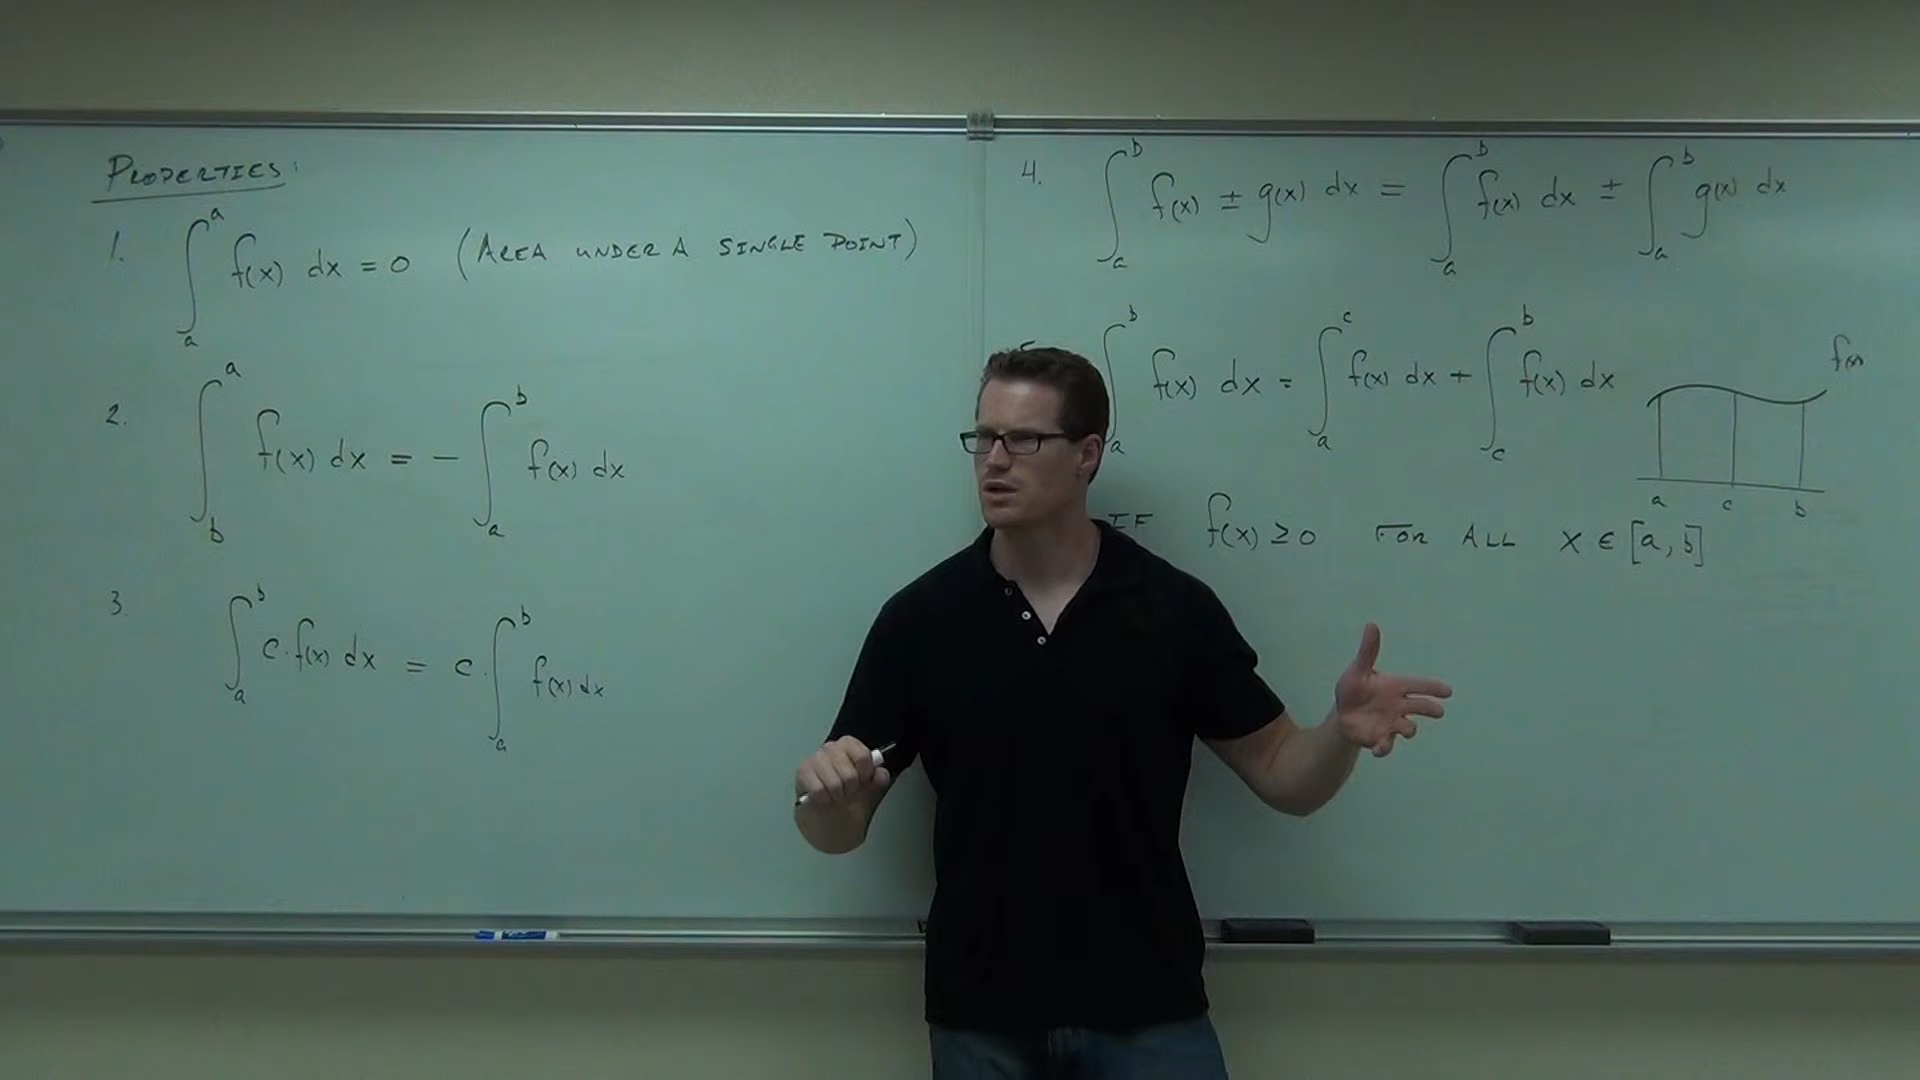 PROPERTIES:
1. ∫_a^a f(x) dx = 0 (AREA UNDER A SINGLE POINT)
2. ∫_b^a f(x) dx = - ∫_a^b f(x) dx
3. ∫_a^b c·f(x) dx = c·∫_a^b f(x) dx
4. ∫_a^b f(x) ± g(x) dx = ∫_a^b f(x) dx ± ∫_a^b g(x) dx
∫_a^b f(x) dx = ∫_a^c f(x) dx + ∫_c^b f(x) dx
f(x)
a c b
IF f(x) ≥ 0 FOR ALL x ∈ [a, b]